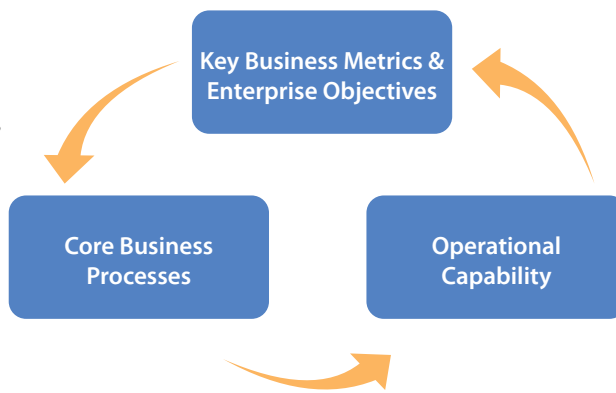 Key Business Metrics &
Enterprise Objectives
Core Business
Processes
Operational
Capability